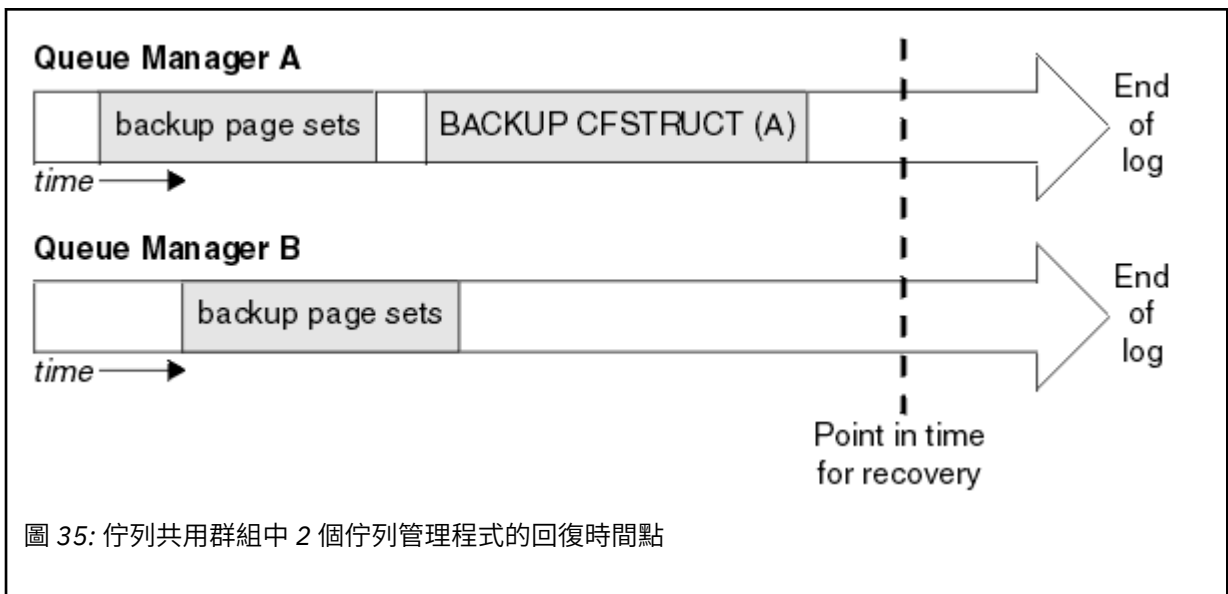 Queue Manager A
backup page sets
BACKUP CFSTRUCT (A)
End
of
log
time
Queue Manager B
backup page sets
End
of
log
time
Point in time
for recovery
圖 35: 佇列共用群組中 2 個佇列管理程式的回復時間點